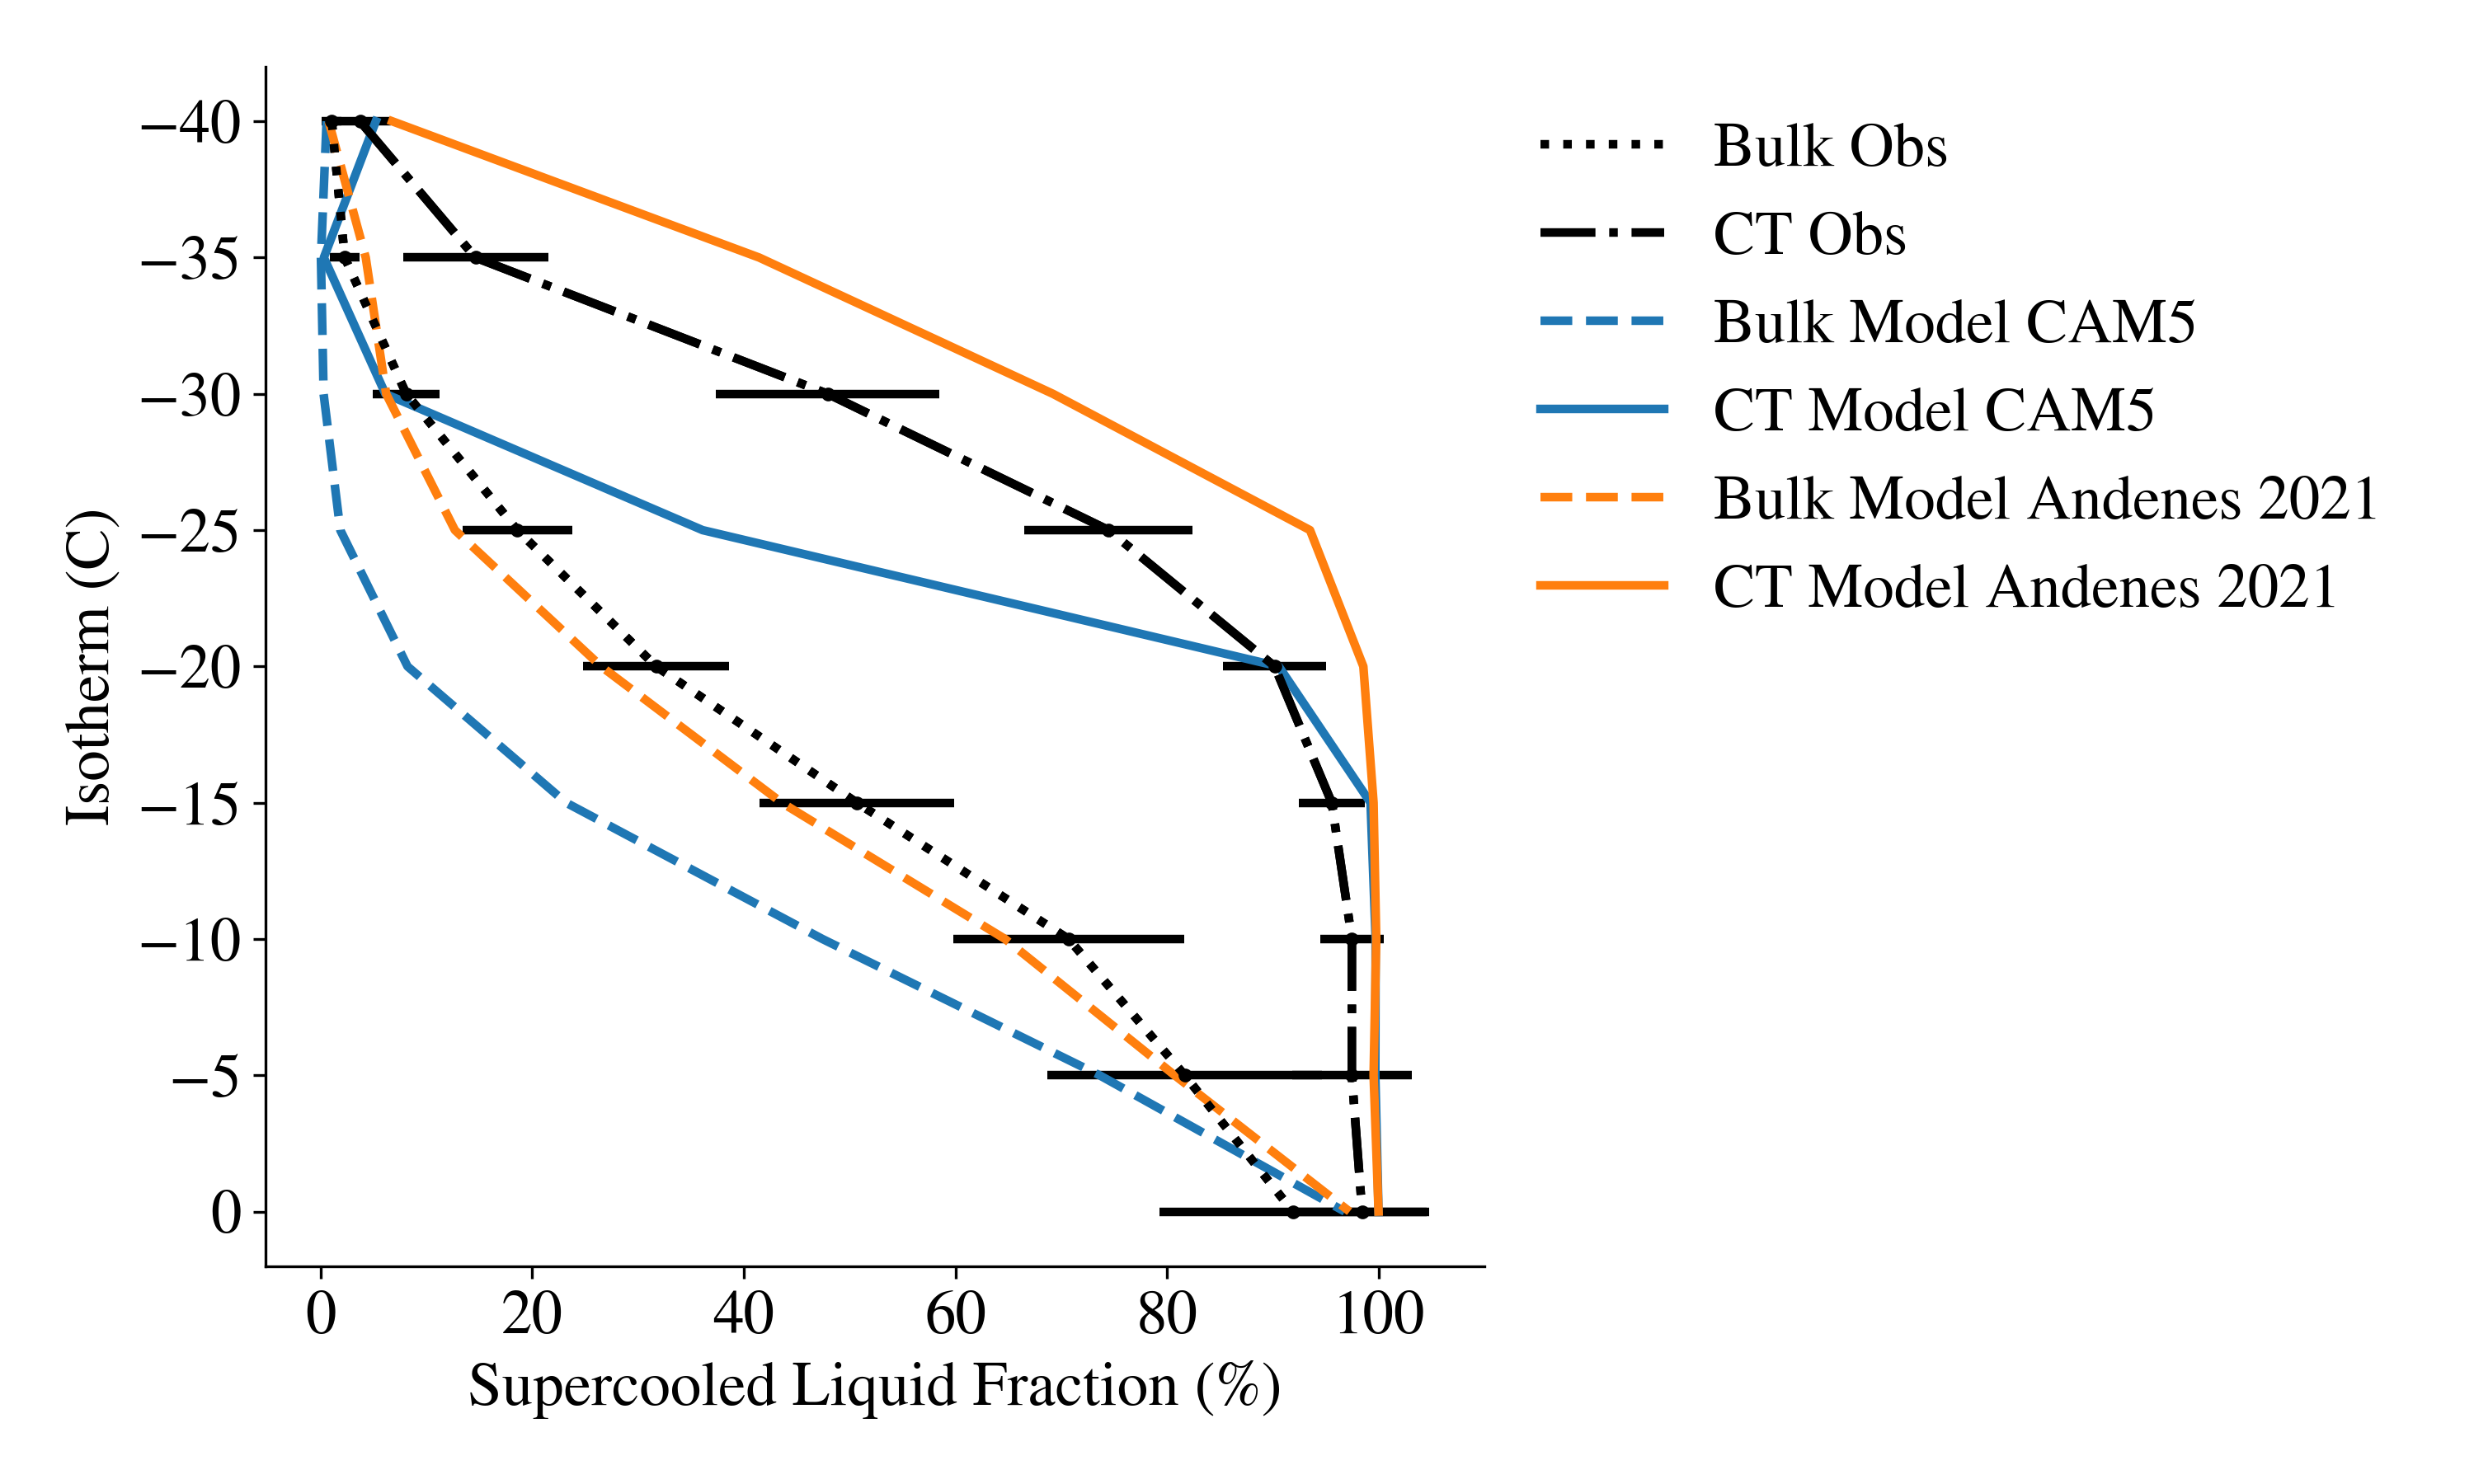 −40
−35
−30
−25
−20
−15
−10
−5
0
Isotherm (C)
0 20 40 60 80 100
Supercooled Liquid Fraction (%)
Bulk Obs
CT Obs
Bulk Model CAM5
CT Model CAM5
Bulk Model Andenes 2021
CT Model Andenes 2021